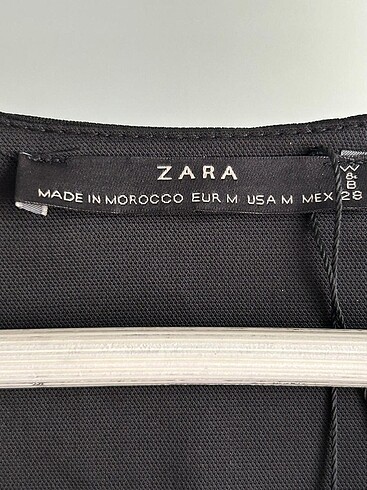 ZARA
MADE IN MOROCCO EUR M USA M MEX 28
W&B